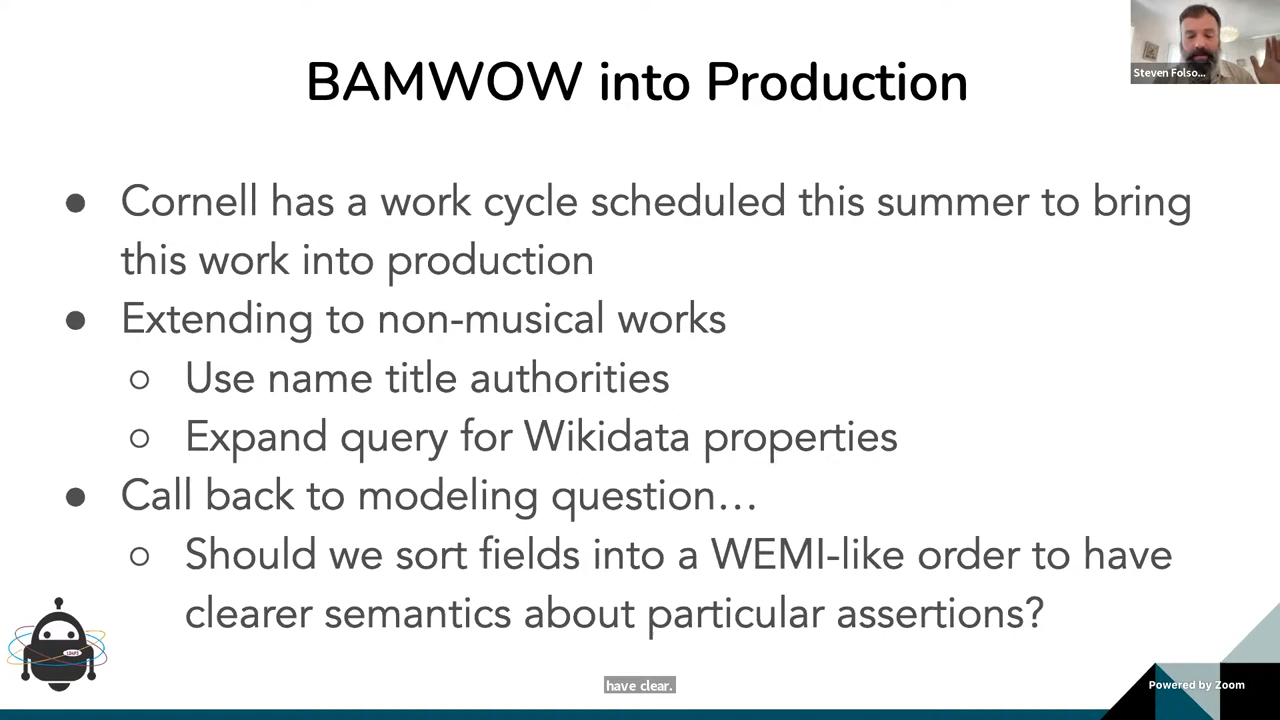 BAMWOW into Production
Steven Folso...
● Cornell has a work cycle scheduled this summer to bring
this work into production
● Extending to non-musical works
○ Use name title authorities
○ Expand query for Wikidata properties
● Call back to modeling question…
○ Should we sort fields into a WEMI-like order to have
clearer semantics about particular assertions?
have clear.
Powered by Zoom